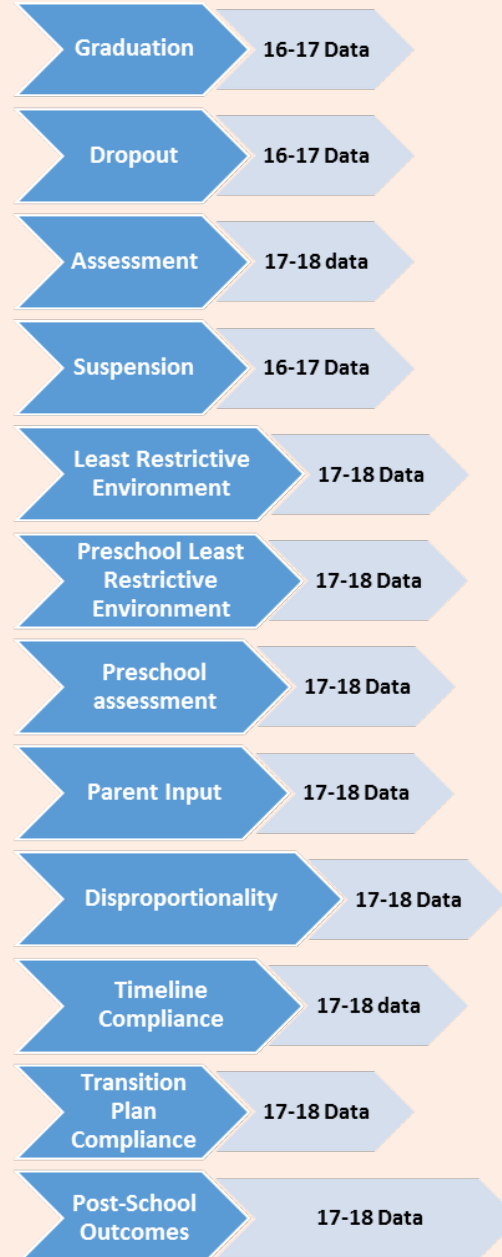 Graduation
16-17 Data
Dropout
16-17 Data
Assessment
17-18 data
Suspension
16-17 Data
Least Restrictive
Environment
17-18 Data
Preschool Least
Restrictive
Environment
17-18 Data
Preschool
assessment
17-18 Data
Parent Input
17-18 Data
Disproportionality
17-18 Data
Timeline
Compliance
17-18 data
Transition
Plan
Compliance
17-18 Data
Post-School
Outcomes
17-18 Data